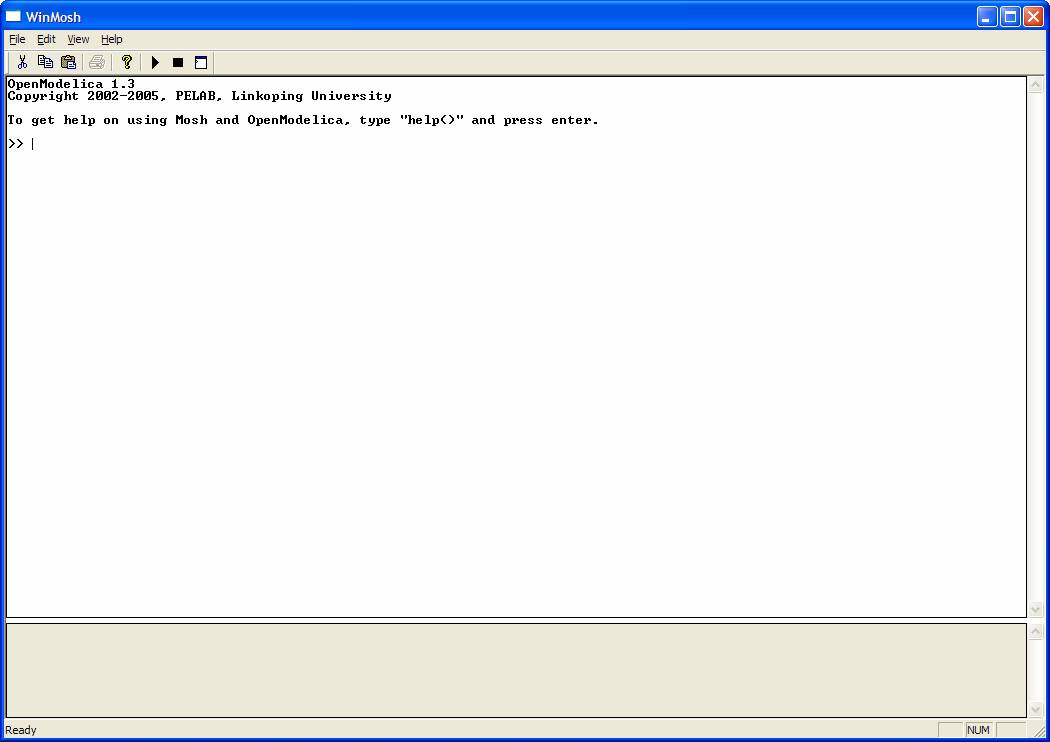 WinMosh
File Edit View Help
OpenModelica 1.3
Copyright 2002-2005, PELAB, Linkoping University
To get help on using Mosh and OpenModelica, type "help()" and press enter.
>>
Ready NUM